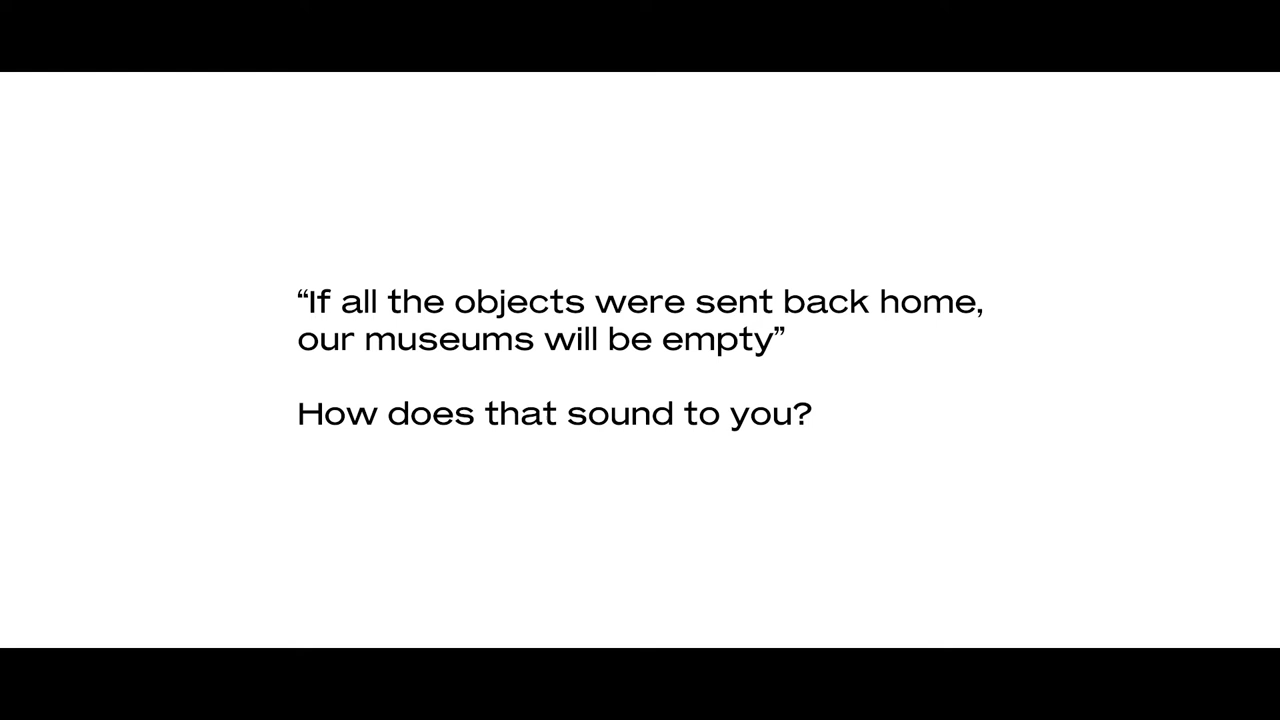 “If all the objects were sent back home,
our museums will be empty”
How does that sound to you?